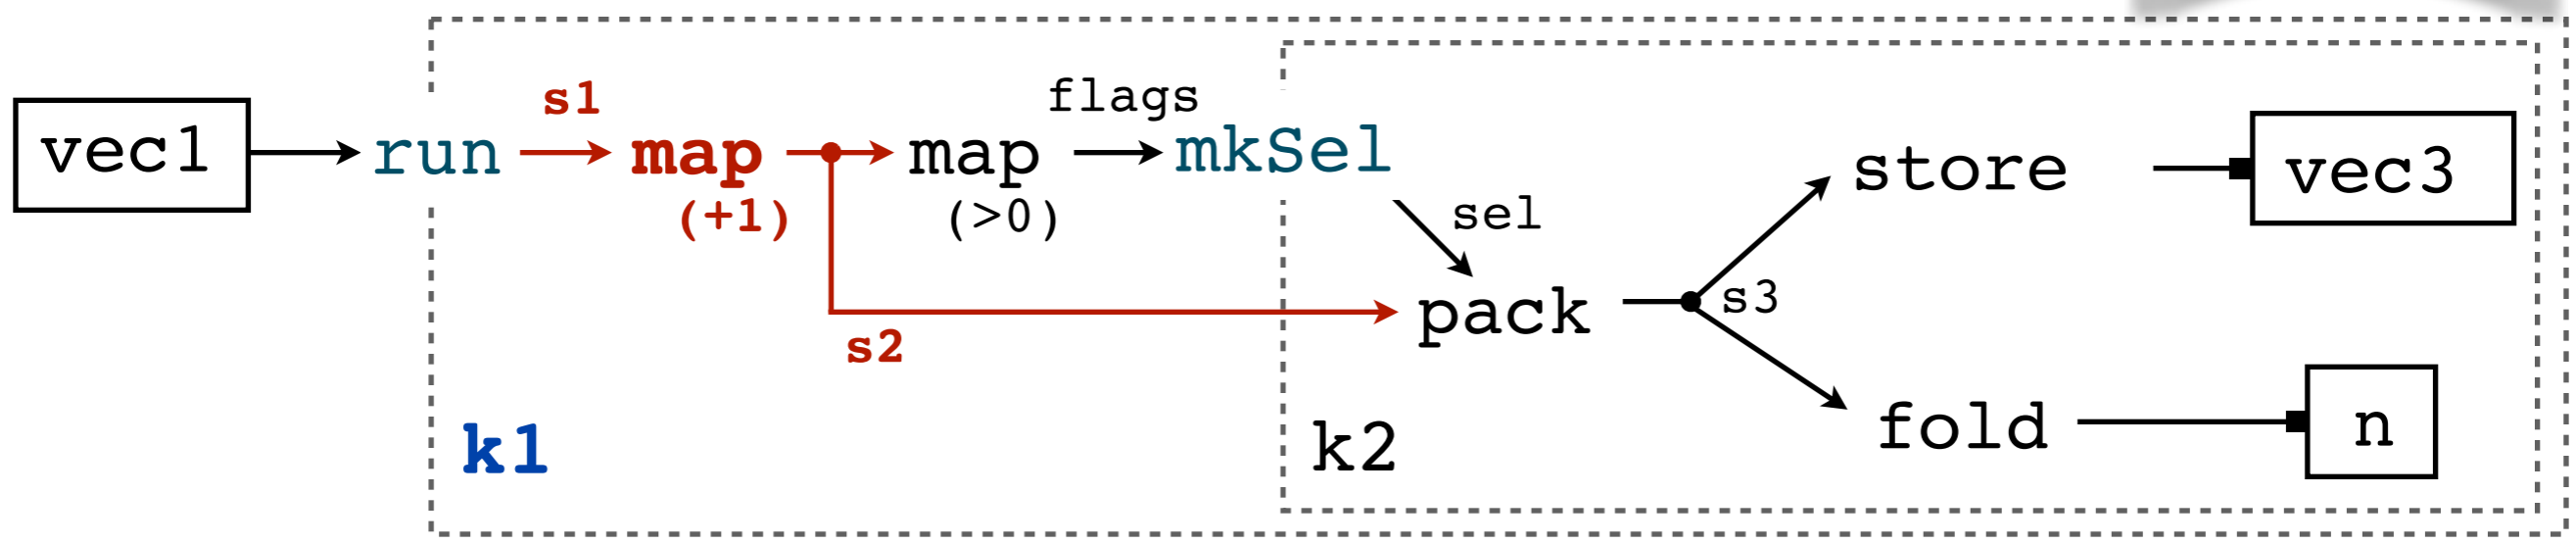 s1
flags
vec1
run
map
map
mkSel
store
vec3
(+1)
(>0)
sel
pack
s3
s2
k1
k2
fold
n